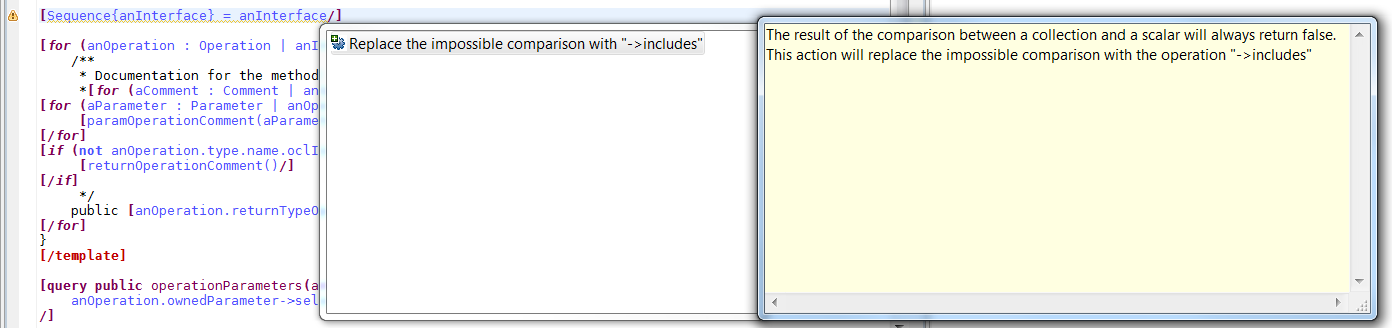 [Sequence{anInterface} = anInterface/]
[for (anOperation : Operation | anI
/**
* Documentation for the method
*[for (aComment : Comment | an
[for (aParameter : Parameter | anOp
[paramOperationComment(aParame
[/for]
[if (not anOperation.type.name.oclI
[returnOperationComment()/]
[/if]
*/
public [anOperation.returnTypeO
[/for]
}
[/template]
[query public operationParameters(a
anOperation.ownedParameter->sel
/]
Replace the impossible comparison with "->includes"
The result of the comparison between a collection and a scalar will always return false.
This action will replace the impossible comparison with the operation "->includes"